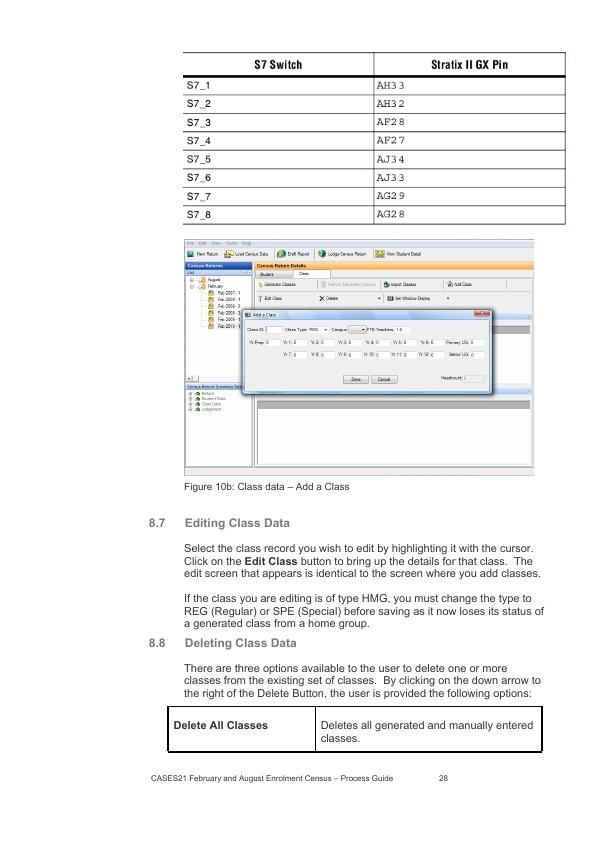 S7 Switch Stratix II GX Pin
S7_1 AH33
S7_2 AH32
S7_3 AF28
S7_4 AF27
S7_5 AJ34
S7_6 AJ33
S7_7 AG29
S7_8 AG28
File Edit View Tools Help
New Return Load Census Data Draft Report Lodge Census Return View Student Detail
Census Returns Census Return Details
List Student Class
August
February
Generate Classes Refresh Generated Classes Import Classes Add Class
Feb 2007 - 1
Feb 2008 - 1
Edit Class Delete Set Window Display
Feb 2008 - 2
Feb 2008 - 3
Feb 2009 - 1
Feb 2010 - 1
Add a Class
Class ID: Class Type: REG Campus: FTE Teachers: 1.0
Yr Prep: 0 Yr 1: 0 Yr 2: 0 Yr 3: 0 Yr 4: 0 Yr 5: 0 Yr 6: 0 Primary UG: 0
Yr 7: 0 Yr 8: 0 Yr 9: 0 Yr 10: 0 Yr 11: 0 Yr 12: 0 Senior UG: 0
Save Cancel Headcount:
Census Return Summary
Return
Student Data
Class Data
Lodgement
Figure 10b: Class data – Add a Class
8.7 Editing Class Data
Select the class record you wish to edit by highlighting it with the cursor.
Click on the Edit Class button to bring up the details for that class. The
edit screen that appears is identical to the screen where you add classes.
If the class you are editing is of type HMG, you must change the type to
REG (Regular) or SPE (Special) before saving as it now loses its status of
a generated class from a home group.
8.8 Deleting Class Data
There are three options available to the user to delete one or more
classes from the existing set of classes. By clicking on the down arrow to
the right of the Delete Button, the user is provided the following options:
Delete All Classes Deletes all generated and manually entered
classes.
CASES21 February and August Enrolment Census – Process Guide 28